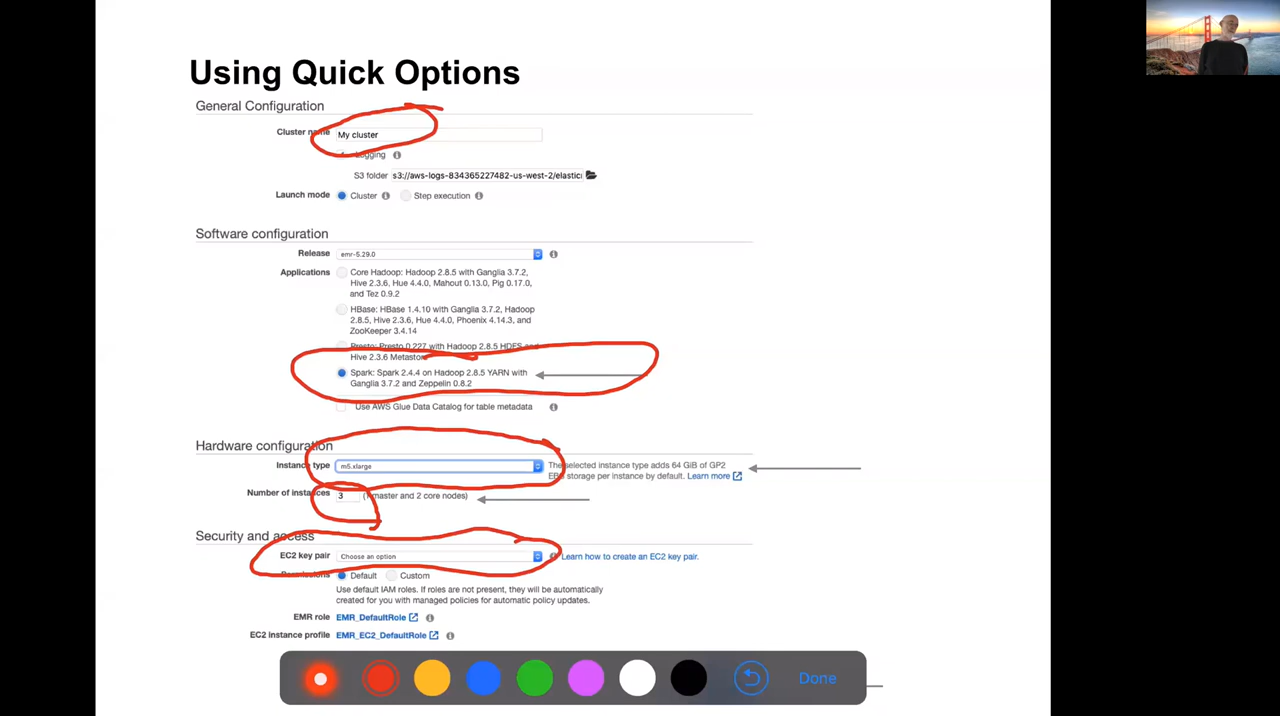 Using Quick Options
General Configuration
Cluster name My cluster
Logging
S3 folder s3://aws-logs-834365227482-us-west-2/elastic
Launch mode Cluster Step execution
Software configuration
Release emr-5.29.0
Applications Core Hadoop: Hadoop 2.8.5 with Ganglia 3.7.2,
Hive 2.3.6, Hue 4.4.0, Mahout 0.13.0, Pig 0.17.0,
and Tez 0.9.2
HBase: HBase 1.4.10 with Ganglia 3.7.2, Hadoop
2.8.5, Hive 2.3.6, Hue 4.4.0, Phoenix 4.14.3, and
ZooKeeper 3.4.14
Presto: Presto 0.227 with Hadoop 2.8.5 HDFS and
Hive 2.3.6 Metastore
Spark: Spark 2.4.4 on Hadoop 2.8.5 YARN with
Ganglia 3.7.2 and Zeppelin 0.8.2
Use AWS Glue Data Catalog for table metadata
Hardware configuration
Instance type m5.xlarge The selected instance type adds 64 GiB of GP2
EBS storage per instance by default. Learn more
Number of instances 3 (1 master and 2 core nodes)
Security and access
EC2 key pair Choose an option Learn how to create an EC2 key pair.
Permissions Default Custom
Use default IAM roles. If roles are not present, they will be automatically
created for you with managed policies for automatic policy updates.
EMR role EMR_DefaultRole
EC2 instance profile EMR_EC2_DefaultRole
Done